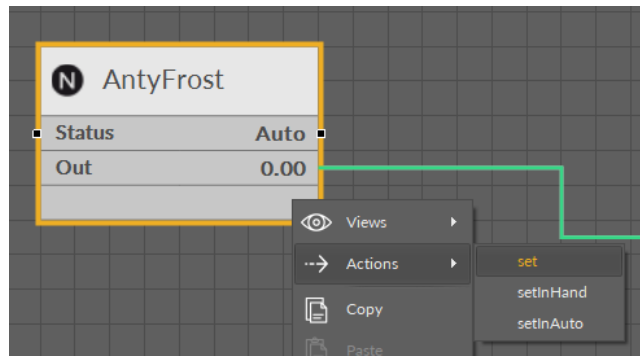 N AntyFrost
Status Auto
Out 0.00
Views
Actions
set
setInHand
setInAuto
Copy
Paste